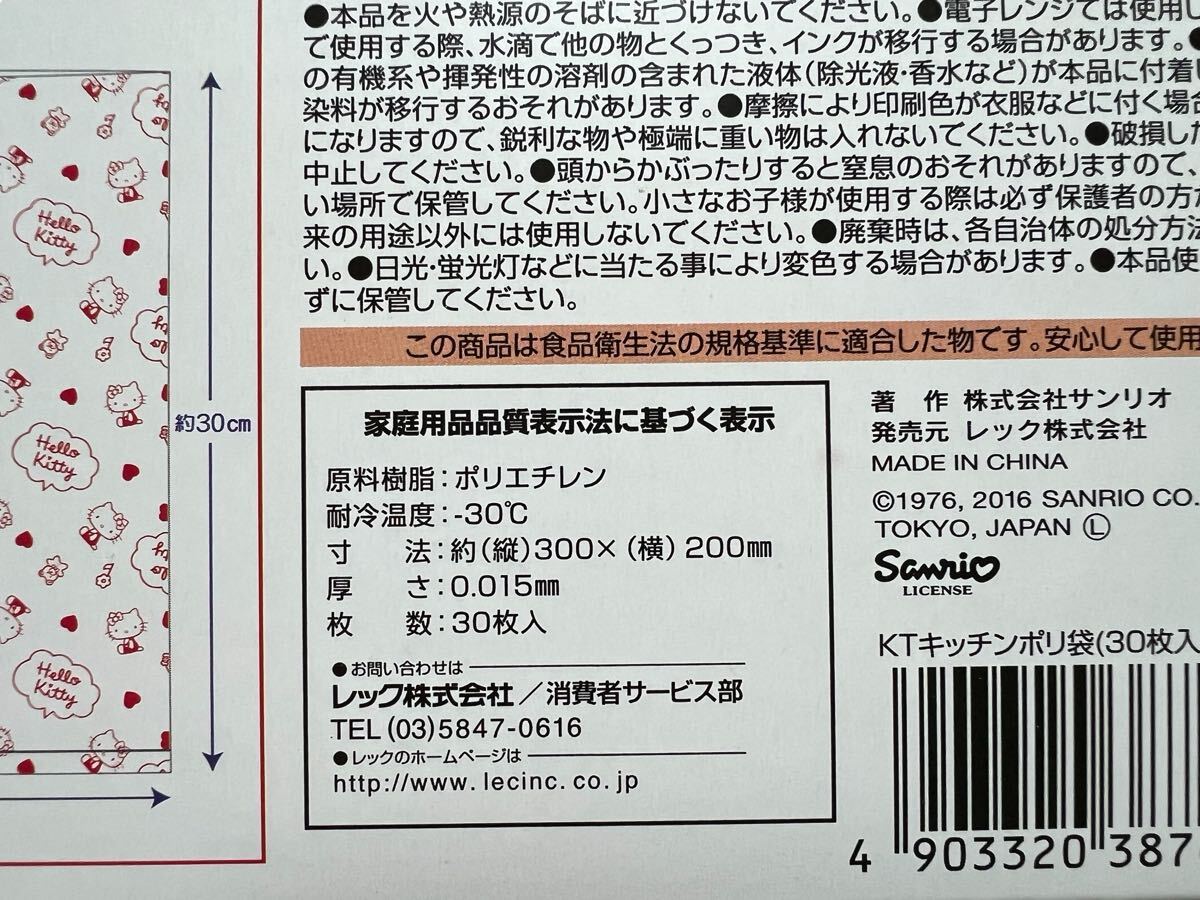 ●本品を火や熱源のそばに近づけないでください。●電子レンジでは使用し
で使用する際、水滴で他の物とくっつき、インクが移行する場合があります。●
の有機系や揮発性の溶剤の含まれた液体(除光液・香水など)が本品に付着し
染料が移行するおそれがあります。●摩擦により印刷色が衣服などに付く場合
になりますので、鋭利な物や極端に重い物は入れないでください。●破損した
中止してください。●頭からかぶったりすると窒息のおそれがありますので、
い場所で保管してください。小さなお子様が使用する際は必ず保護者の方が
来の用途以外には使用しないでください。●廃棄時は、各自治体の処分方法
い。●日光・蛍光灯などに当たる事により変色する場合があります。●本品使
ずに保管してください。
この商品は食品衛生法の規格基準に適合した物です。安心して使用
Hello
Kitty
Hello
Kitty
Hello
Kitty
約30cm
家庭用品品質表示法に基づく表示
原料樹脂:ポリエチレン
耐冷温度:-30℃
寸 法:約(縦)300×(横)200mm
厚 さ:0.015mm
枚 数:30枚入
●お問い合わせは
レック株式会社/消費者サービス部
TEL (03)5847-0616
●レックのホームページは
http://www.lecinc.co.jp
著 作 株式会社サンリオ
発売元 レック株式会社
MADE IN CHINA
©1976, 2016 SANRIO CO.
TOKYO, JAPAN Ⓛ
Sanrio
LICENSE
KTキッチンポリ袋(30枚入
4 903320 387